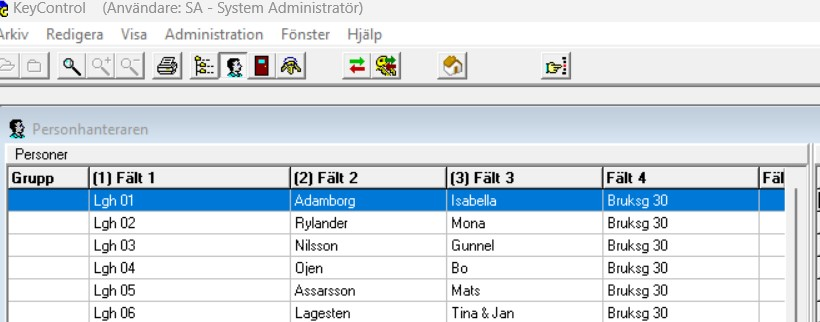 KeyControl (Användare: SA - System Administratör)
Arkiv Redigera Visa Administration Fönster Hjälp
Personhanteraren
Personer
Grupp (1) Fält 1 (2) Fält 2 (3) Fält 3 Fält 4 Fäl
Lgh 01 Adamborg Isabella Bruksg 30
Lgh 02 Rylander Mona Bruksg 30
Lgh 03 Nilsson Gunnel Bruksg 30
Lgh 04 Ojen Bo Bruksg 30
Lgh 05 Assarsson Mats Bruksg 30
Lgh 06 Lagesten Tina & Jan Bruksg 30